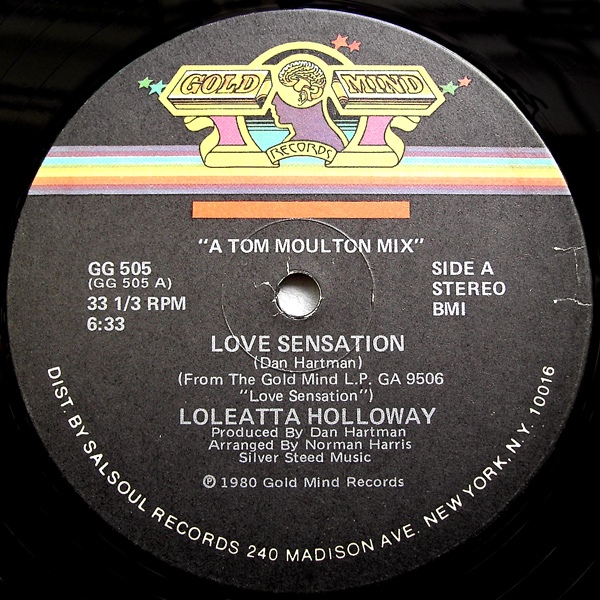 GOLD MIND
RECORDS
"A TOM MOULTON MIX"
GG 505
(GG 505 A)
33 1/3 RPM
6:33
SIDE A
STEREO
BMI
LOVE SENSATION
(Dan Hartman)
(From The Gold Mind L.P. GA 9506
"Love Sensation")
LOLEATTA HOLLOWAY
Produced By Dan Hartman
Arranged By Norman Harris
Silver Steed Music
℗ 1980 Gold Mind Records
DIST. BY SALSOUL RECORDS 240 MADISON AVE. NEW YORK, N.Y. 10016